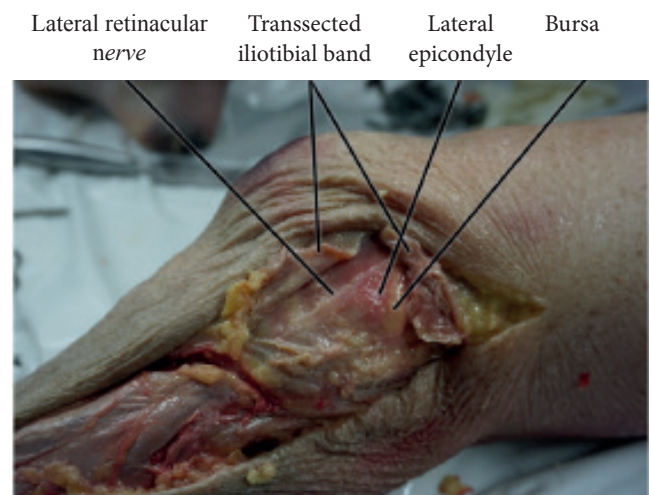 Lateral retinacular
nerve
Transsected
iliotibial band
Lateral
epicondyle
Bursa